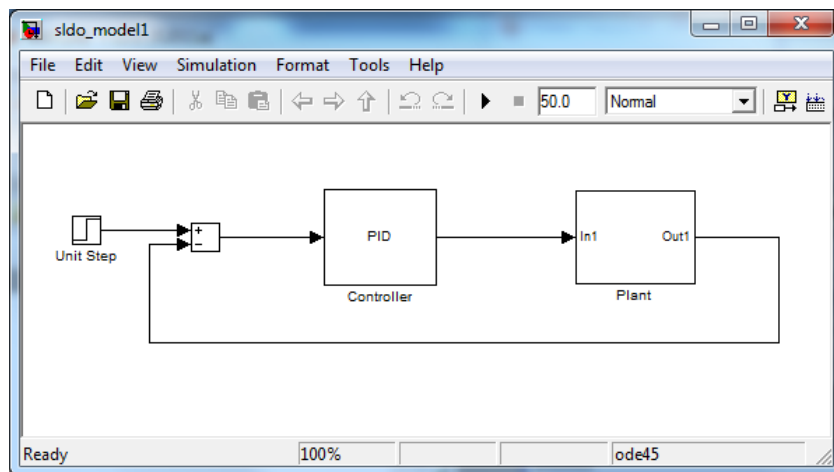 sldo_model1
File Edit View Simulation Format Tools Help
50.0 Normal
+
−
Unit Step
PID
Controller
In1 Out1
Plant
Ready 100% ode45